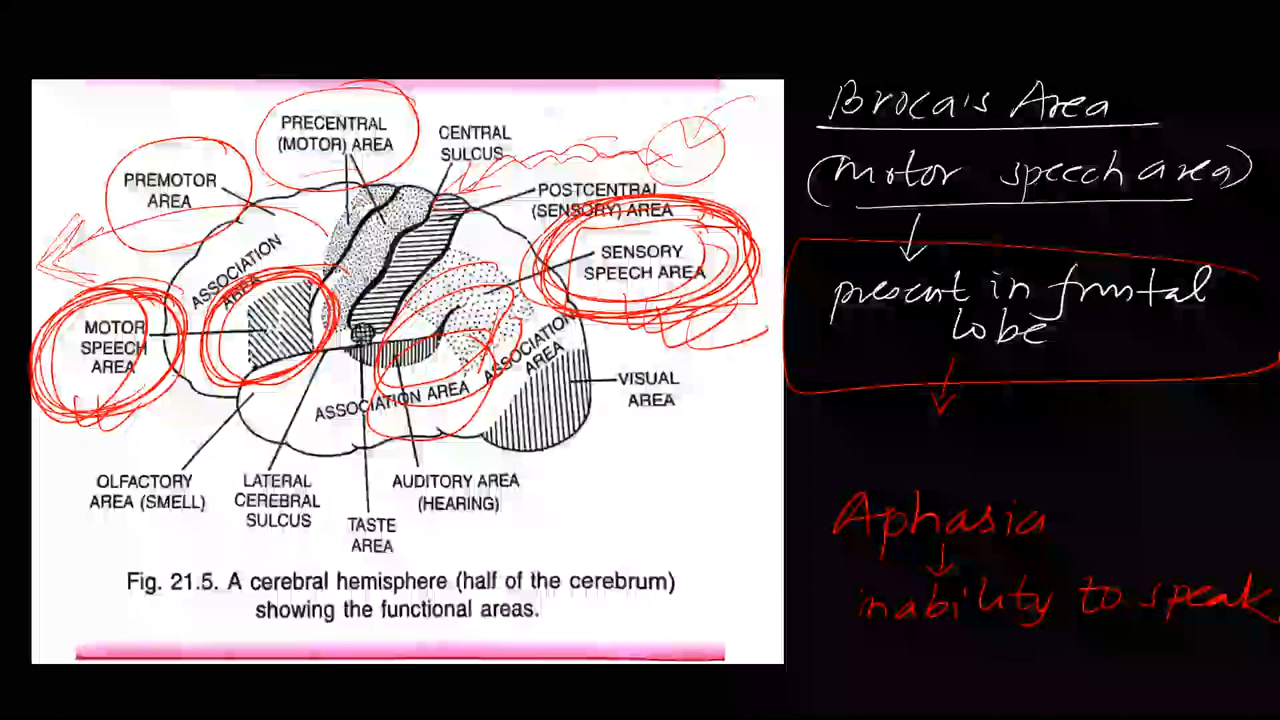 PRECENTRAL
(MOTOR) AREA
CENTRAL
SULCUS
PREMOTOR
AREA
POSTCENTRAL
(SENSORY) AREA
ASSOCIATION
AREA
SENSORY
SPEECH AREA
MOTOR
SPEECH
AREA
ASSOCIATION
AREA
ASSOCIATION AREA
VISUAL
AREA
OLFACTORY
AREA (SMELL)
LATERAL
CEREBRAL
SULCUS
TASTE
AREA
AUDITORY AREA
(HEARING)
Fig. 21.5. A cerebral hemisphere (half of the cerebrum)
showing the functional areas.
Broca's Area
(Motor speech area)
present in frontal
lobe
Aphasia
inability to speak